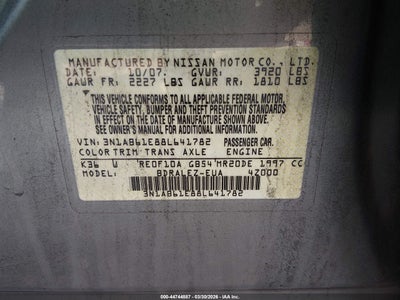 MANUFACTURED BY NISSAN MOTOR CO., LTD.
DATE: 10/07. GVWR: 3920 LBS
GAWR FR: 2227 LBS GAWR RR: 1810 LBS
THIS VEHICLE CONFORMS TO ALL APPLICABLE FEDERAL MOTOR
VEHICLE SAFETY, BUMPER AND THEFT PREVENTION STANDARDS
IN EFFECT ON THE DATE OF MANUFACTURE SHOWN ABOVE.
SEE OWNER'S MANUAL FOR ADDITIONAL INFORMATION.
VIN: 3N1AB61E88L641782 PASSENGER CAR.
COLOR TRIM TRANS AXLE ENGINE
K36 W RE0F10A GB54 MR20DE 1997 CC
MODEL: BDRALEZ-EUA 4Z000
3N1AB61E88L641782
000-44744887 - 03/30/2026 - IAA, Inc.